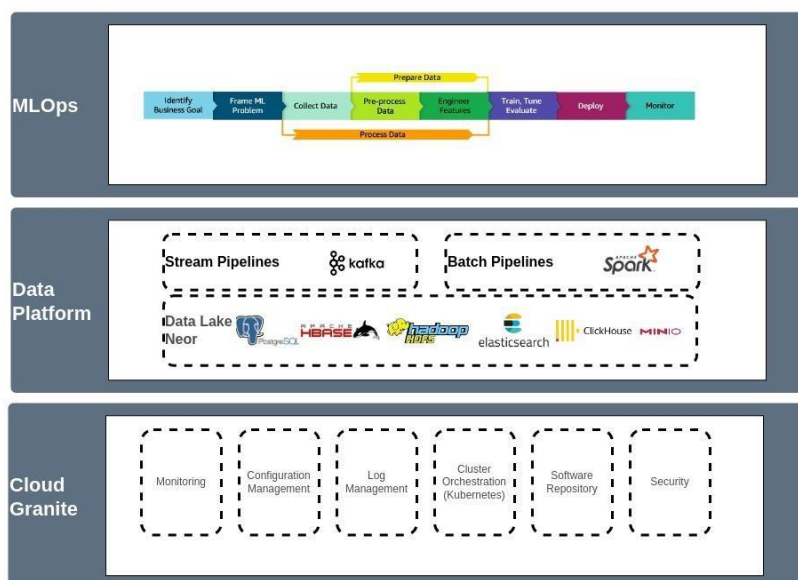 MLOps
Prepare Data
Identify
Business Goal
Frame ML
Problem
Collect Data
Pre-process
Data
Engineer
Features
Train, Tune
Evaluate
Deploy
Monitor
Process Data
Data
Platform
Stream Pipelines
kafka
Batch Pipelines
APACHE
Spark
Data Lake
Neor
PostgreSQL
APACHE
HBASE
hadoop
HDFS
elasticsearch
ClickHouse
MINIO
Cloud
Granite
Monitoring
Configuration
Management
Log
Management
Cluster
Orchestration
(Kubernetes)
Software
Repository
Security